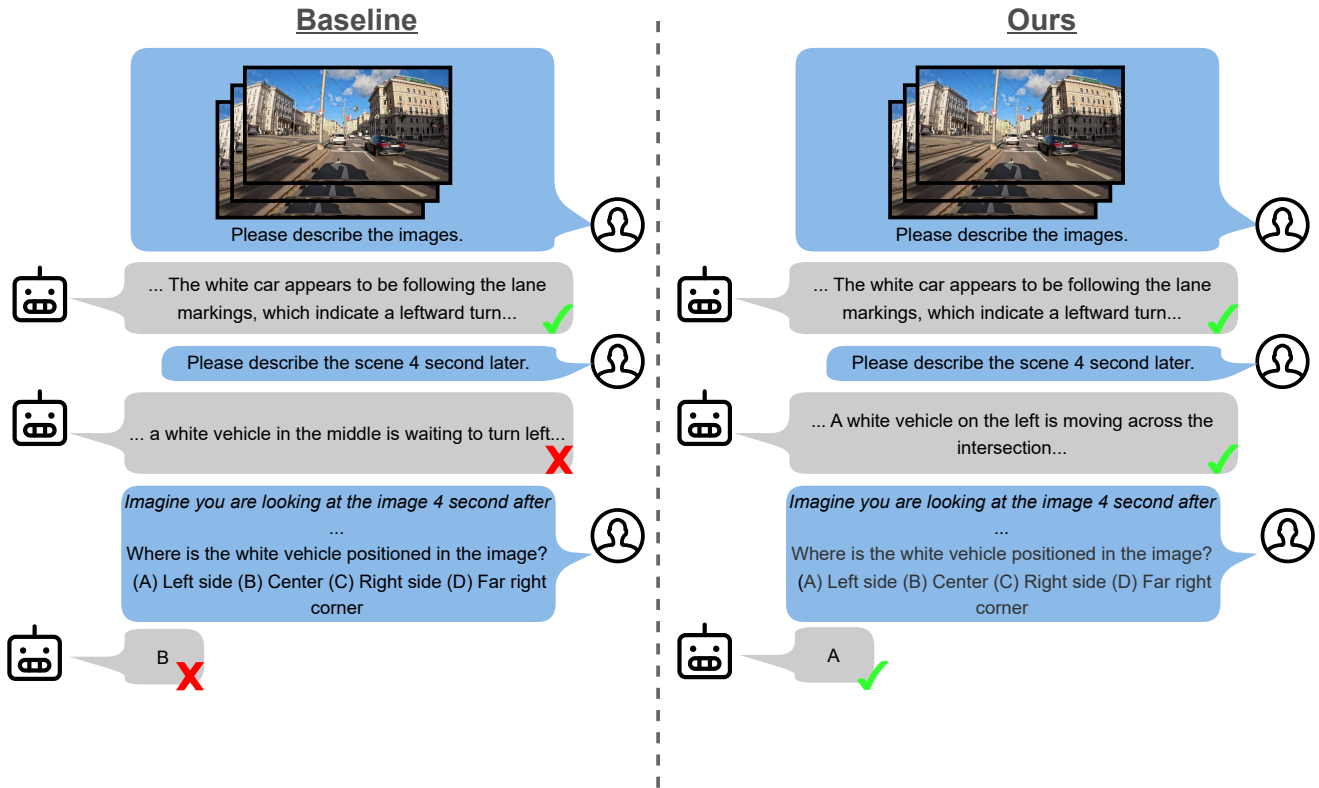 Baseline
Please describe the images.
... The white car appears to be following the lane
markings, which indicate a leftward turn...
Please describe the scene 4 second later.
... a white vehicle in the middle is waiting to turn left...
X
Imagine you are looking at the image 4 second after
...
Where is the white vehicle positioned in the image?
(A) Left side (B) Center (C) Right side (D) Far right
corner
B
X
Ours
Please describe the images.
... The white car appears to be following the lane
markings, which indicate a leftward turn...
Please describe the scene 4 second later.
... A white vehicle on the left is moving across the
intersection...
Imagine you are looking at the image 4 second after
...
Where is the white vehicle positioned in the image?
(A) Left side (B) Center (C) Right side (D) Far right
corner
A